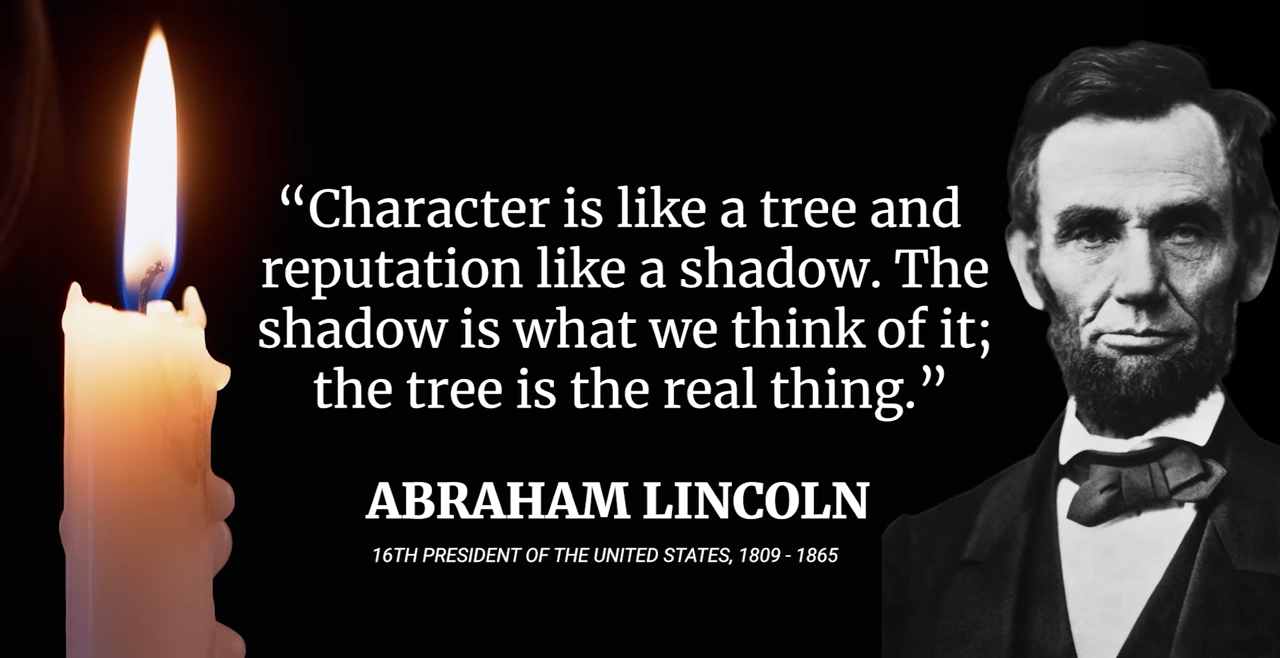 “Character is like a tree and
reputation like a shadow. The
shadow is what we think of it;
the tree is the real thing.”
ABRAHAM LINCOLN
16TH PRESIDENT OF THE UNITED STATES, 1809 - 1865